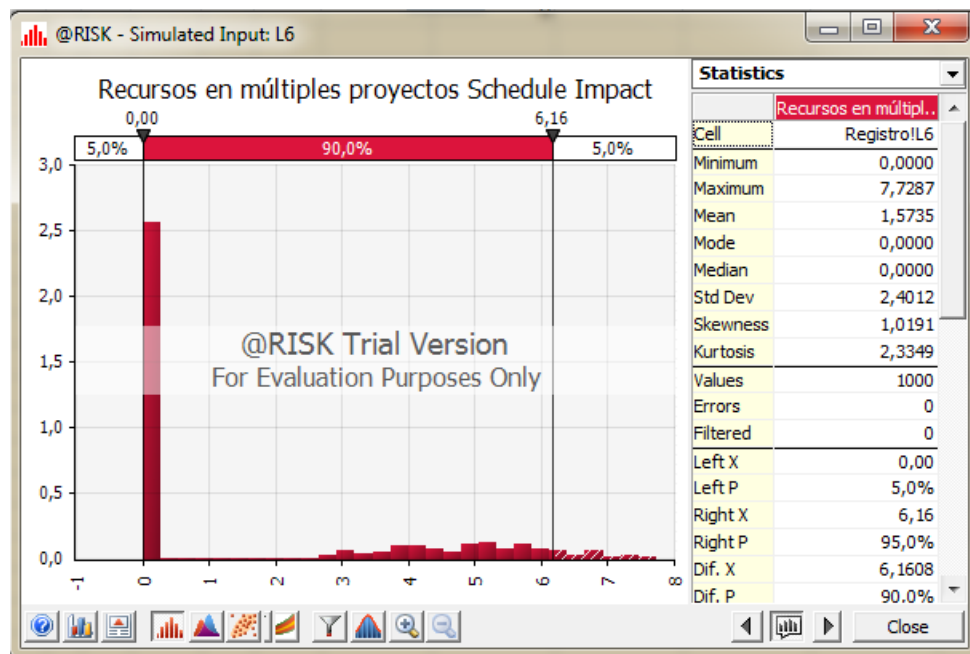 @RISK - Simulated Input: L6
Recursos en múltiples proyectos Schedule Impact
0,00 6,16
5,0% 90,0% 5,0%
3,0
2,5
2,0
1,5
1,0
0,5
0,0
-1 0 1 2 3 4 5 6 7 8
@RISK Trial Version
For Evaluation Purposes Only
Statistics
Recursos en múltipl..
Cell Registro!L6
Minimum 0,0000
Maximum 7,7287
Mean 1,5735
Mode 0,0000
Median 0,0000
Std Dev 2,4012
Skewness 1,0191
Kurtosis 2,3349
Values 1000
Errors 0
Filtered 0
Left X 0,00
Left P 5,0%
Right X 6,16
Right P 95,0%
Dif. X 6,1608
Dif. P 90.0%
Close